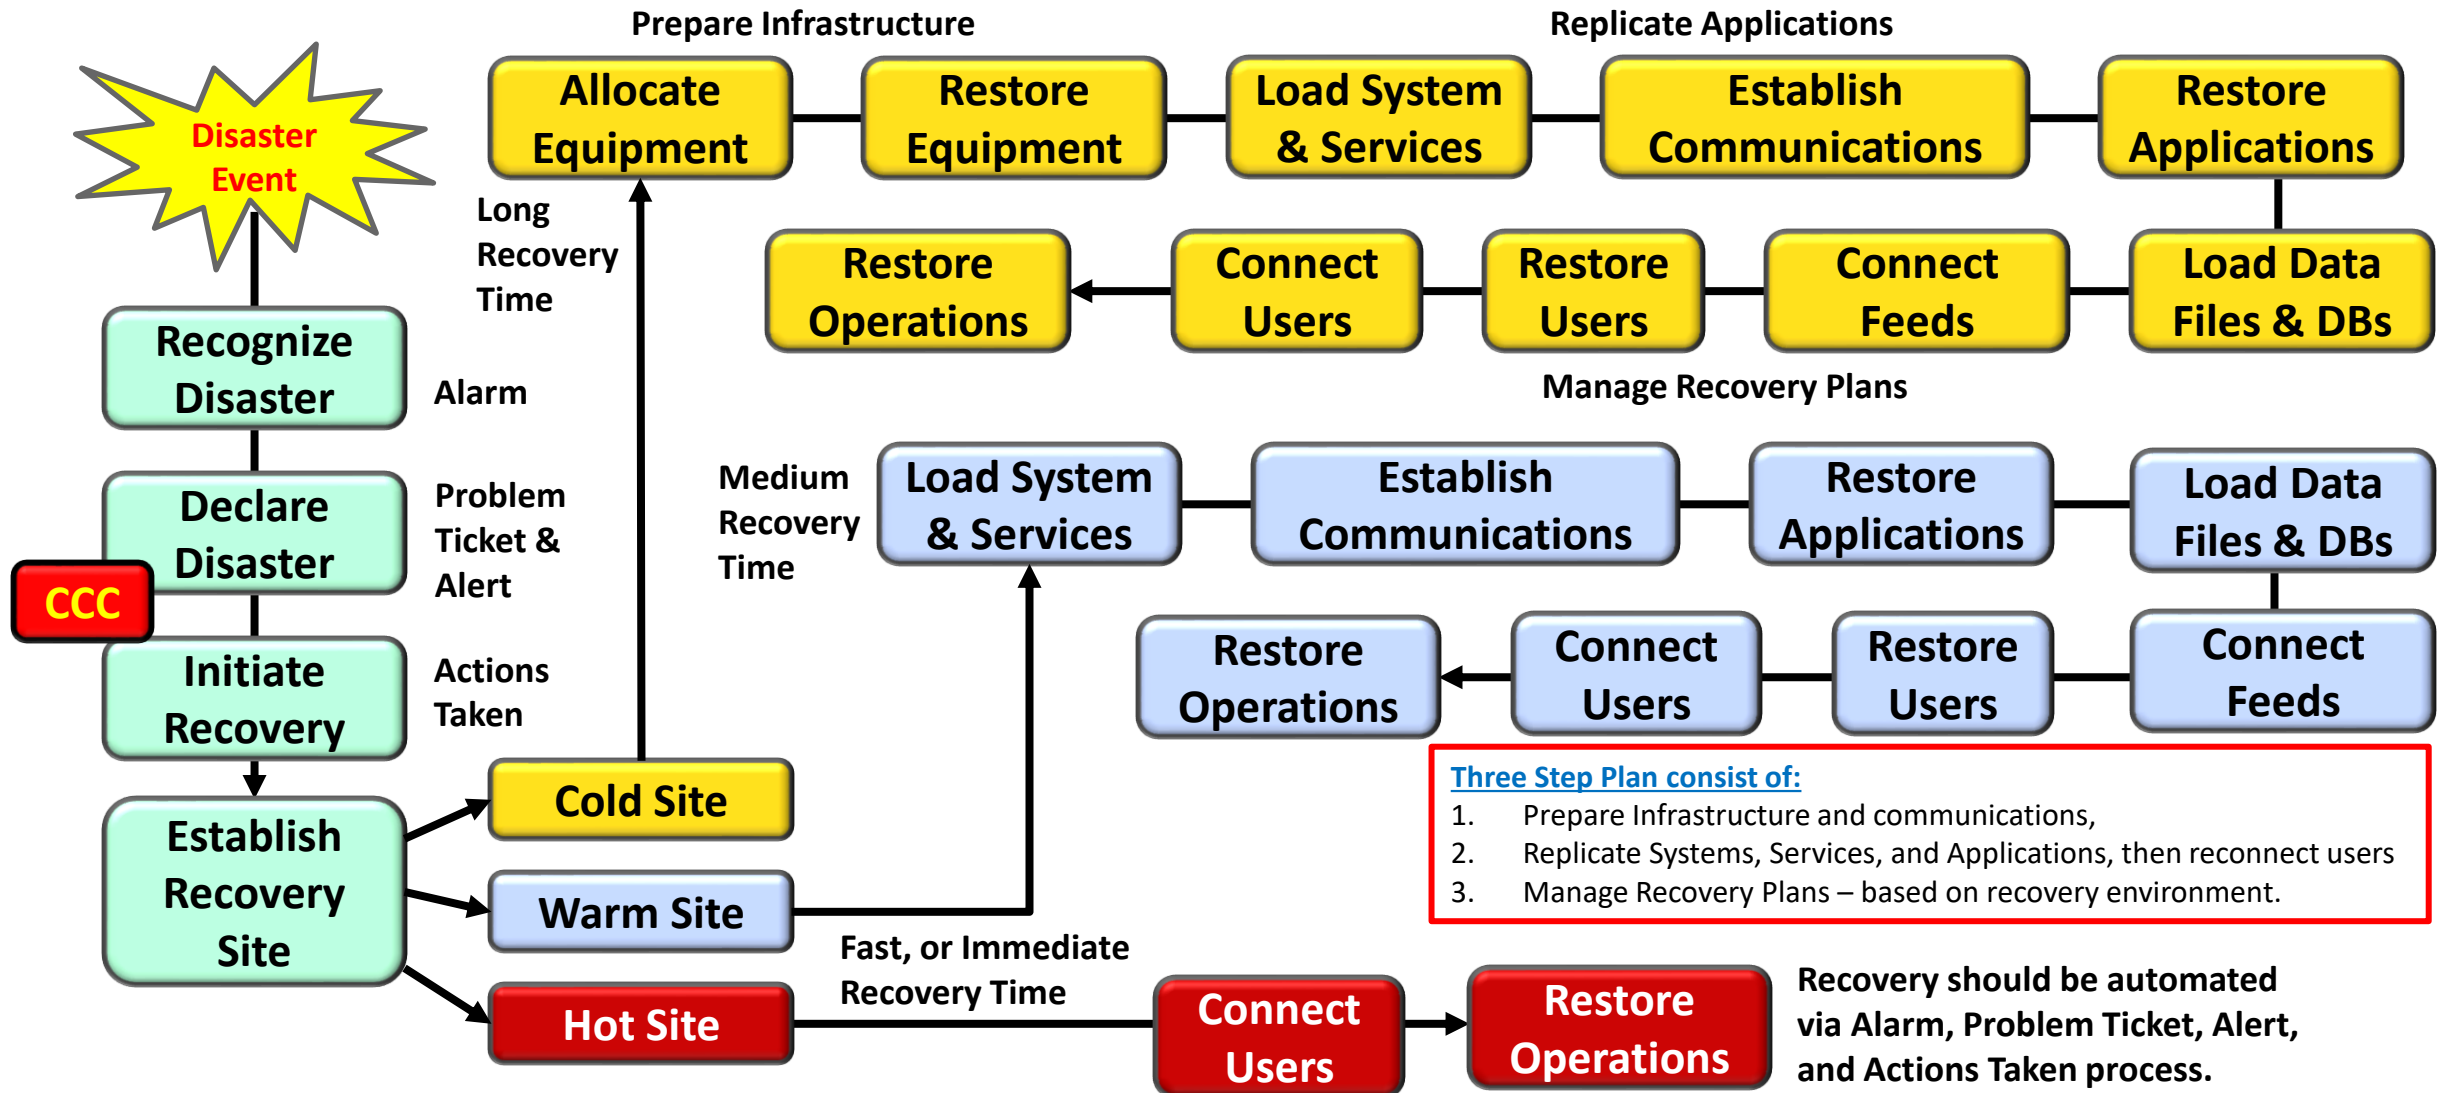 Prepare Infrastructure
Replicate Applications
Disaster
Event
Allocate
Equipment
Restore
Equipment
Load System
& Services
Establish
Communications
Restore
Applications
Long
Recovery
Time
Restore
Operations
Connect
Users
Restore
Users
Connect
Feeds
Load Data
Files & DBs
Manage Recovery Plans
Recognize
Disaster
Alarm
Declare
Disaster
Problem
Ticket &
Alert
CCC
Initiate
Recovery
Actions
Taken
Medium
Recovery
Time
Load System
& Services
Establish
Communications
Restore
Applications
Load Data
Files & DBs
Restore
Operations
Connect
Users
Restore
Users
Connect
Feeds
Establish
Recovery
Site
Cold Site
Warm Site
Hot Site
Three Step Plan consist of:
1. Prepare Infrastructure and communications,
2. Replicate Systems, Services, and Applications, then reconnect users
3. Manage Recovery Plans – based on recovery environment.
Fast, or Immediate
Recovery Time
Connect
Users
Restore
Operations
Recovery should be automated
via Alarm, Problem Ticket, Alert,
and Actions Taken process.